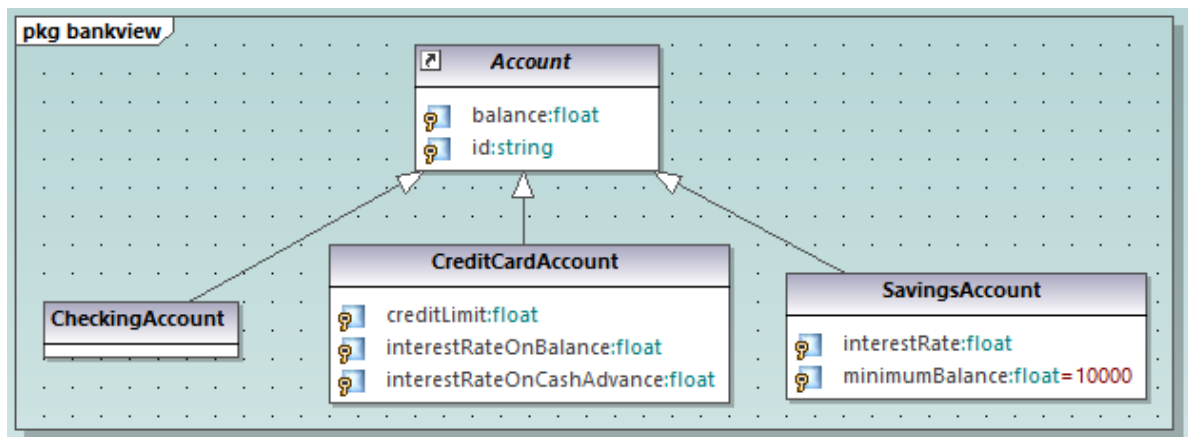 pkg bankview
Account
balance:float
id:string
CheckingAccount
CreditCardAccount
creditLimit:float
interestRateOnBalance:float
interestRateOnCashAdvance:float
SavingsAccount
interestRate:float
minimumBalance:float=10000